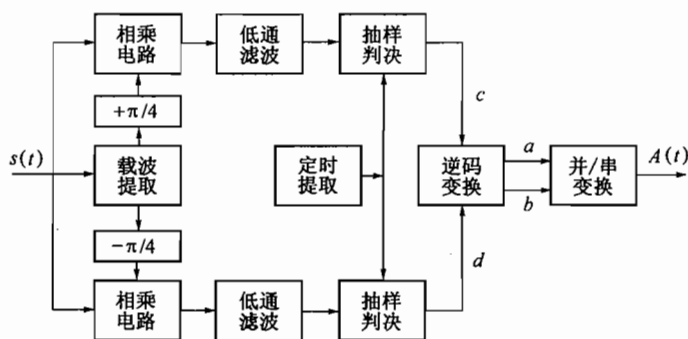 相乘
电路
低通
滤波
抽样
判决
c
+π/4
s(t)
载波
提取
定时
提取
逆码
变换
a
b
并/串
变换
A(t)
-π/4
d
相乘
电路
低通
滤波
抽样
判决